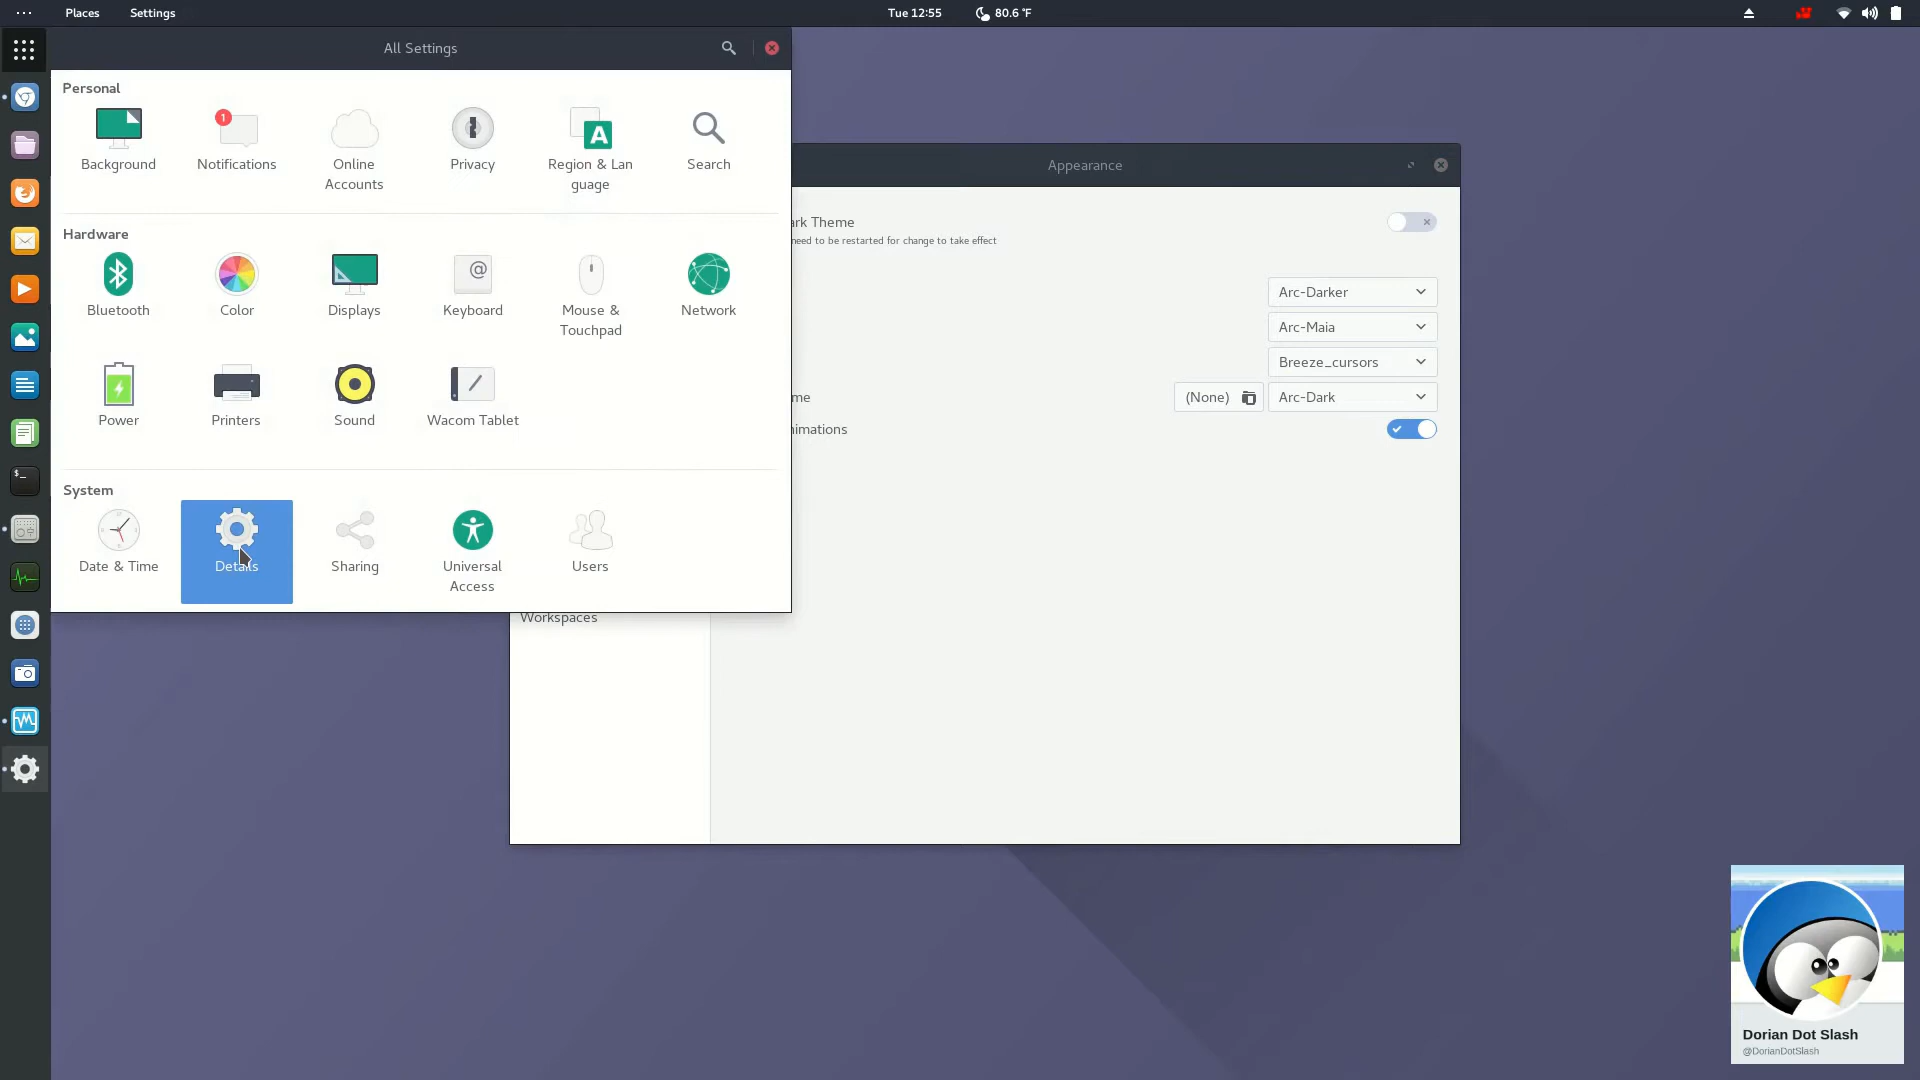 Places
Settings
Tue 12:55
80.6 °F
All Settings
Personal
Background
1
Notifications
Online
Accounts
Privacy
A
Region & Lan
guage
Search
Hardware
Bluetooth
Color
Displays
@
Keyboard
Mouse &
Touchpad
Network
Power
Printers
Sound
Wacom Tablet
System
Date & Time
Details
Sharing
Universal
Access
Users
Appearance
ark Theme
need to be restarted for change to take effect
Arc-Darker
Arc-Maia
Breeze_cursors
me
(None)
Arc-Dark
nimations
Workspaces
$_
Dorian Dot Slash
@DorianDotSlash